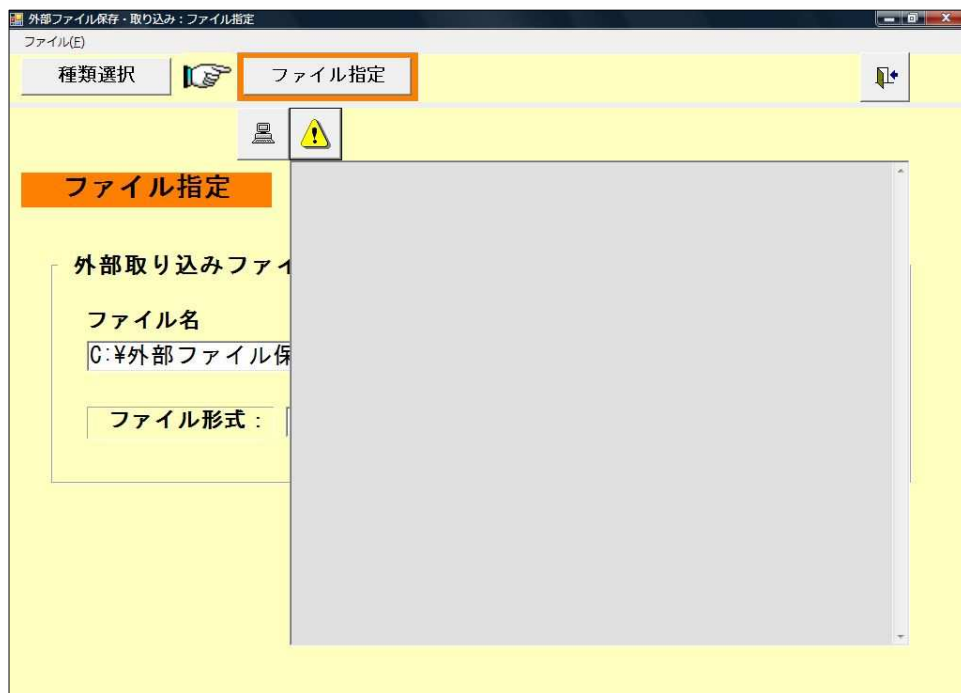 外部ファイル保存・取り込み：ファイル指定
ファイル(F)
種類選択
ファイル指定
ファイル指定
外部取り込みファイ
ファイル名
C:¥外部ファイル保
ファイル形式：